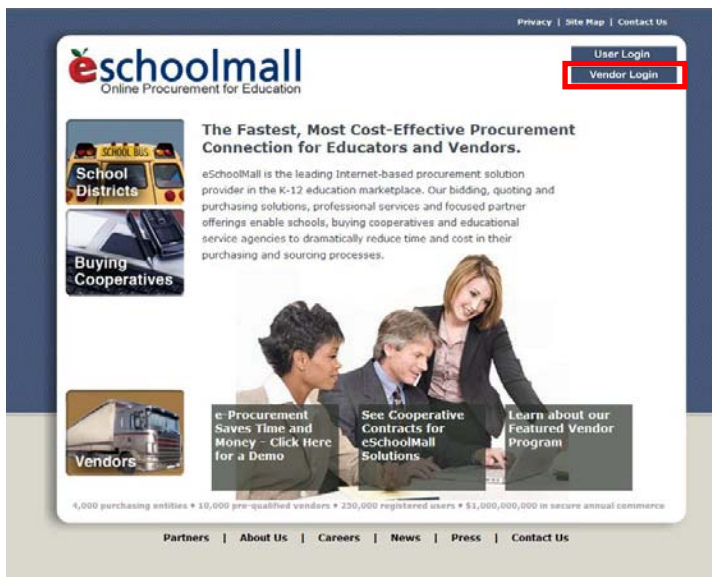 Privacy | Site Map | Contact Us
User Login
Vendor Login
eschoolmall
Online Procurement for Education
The Fastest, Most Cost-Effective Procurement
Connection for Educators and Vendors.
SCHOOL BUS
School
Districts
eSchoolMall is the leading Internet-based procurement solution
provider in the K-12 education marketplace. Our bidding, quoting and
purchasing solutions, professional services and focused partner
offerings enable schools, buying cooperatives and educational
service agencies to dramatically reduce time and cost in their
purchasing and sourcing processes.
Buying
Cooperatives
Vendors
e-Procurement
Saves Time and
Money - Click Here
for a Demo
See Cooperative
Contracts for
eSchoolMall
Solutions
Learn about our
Featured Vendor
Program
4,000 purchasing entities • 10,000 pre-qualified vendors • 250,000 registered users • $1,000,000,000 in secure annual commerce
Partners | About Us | Careers | News | Press | Contact Us